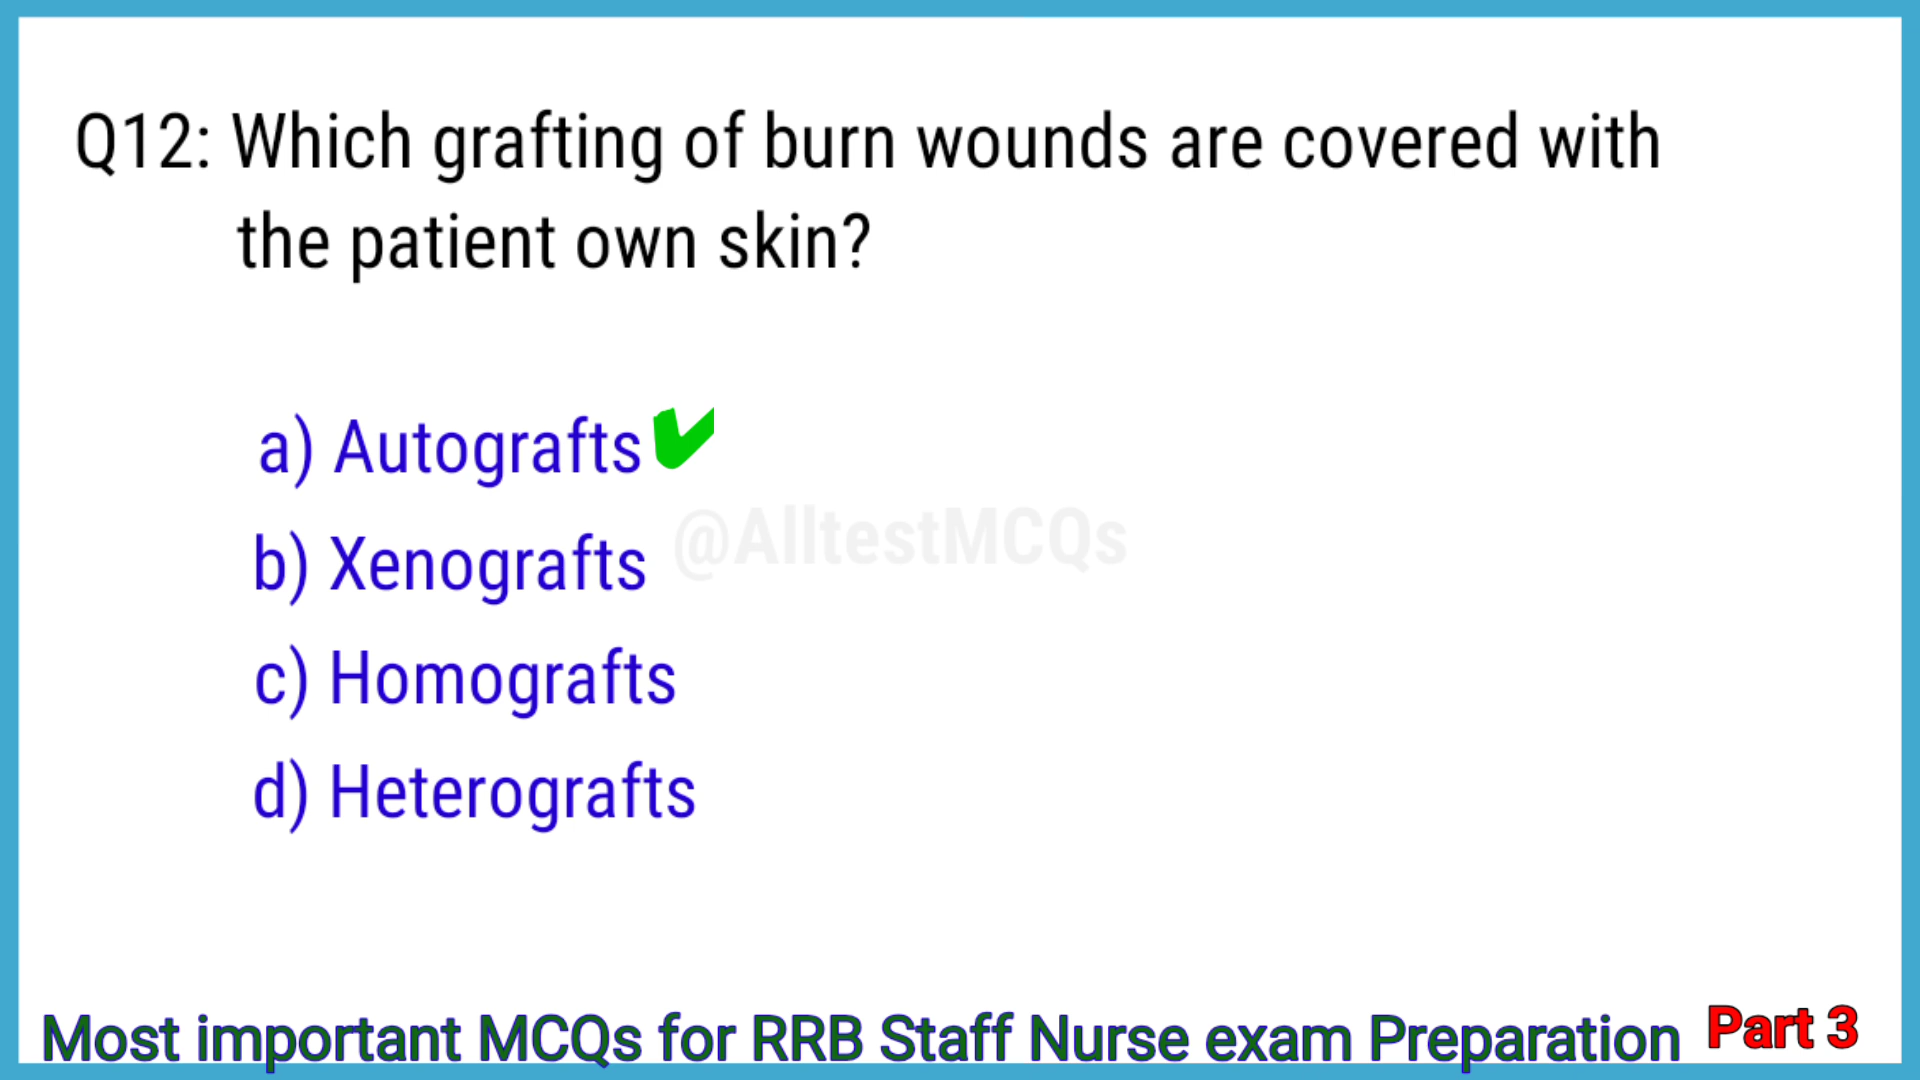 Q12: Which grafting of burn wounds are covered with
the patient own skin?
a) Autografts
@AlltestMCQs
b) Xenografts
c) Homografts
d) Heterografts
Most important MCQs for RRB Staff Nurse exam Preparation Part 3